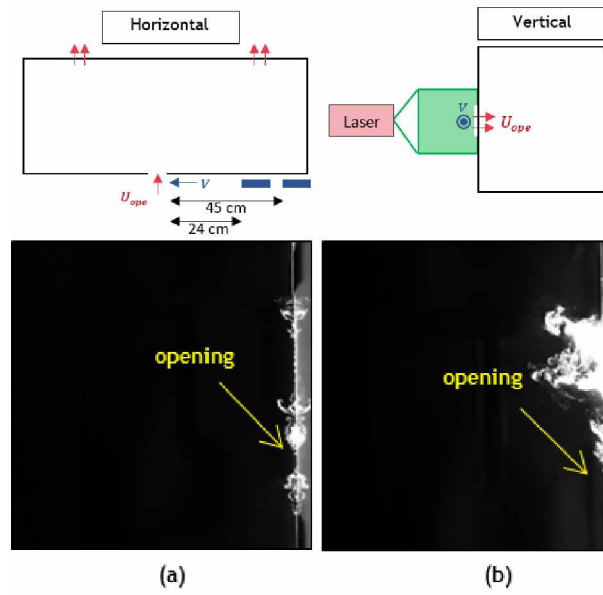 Horizontal
Vertical
Laser
V
U_ope
U_ope
V
45 cm
24 cm
opening
opening
(a)
(b)